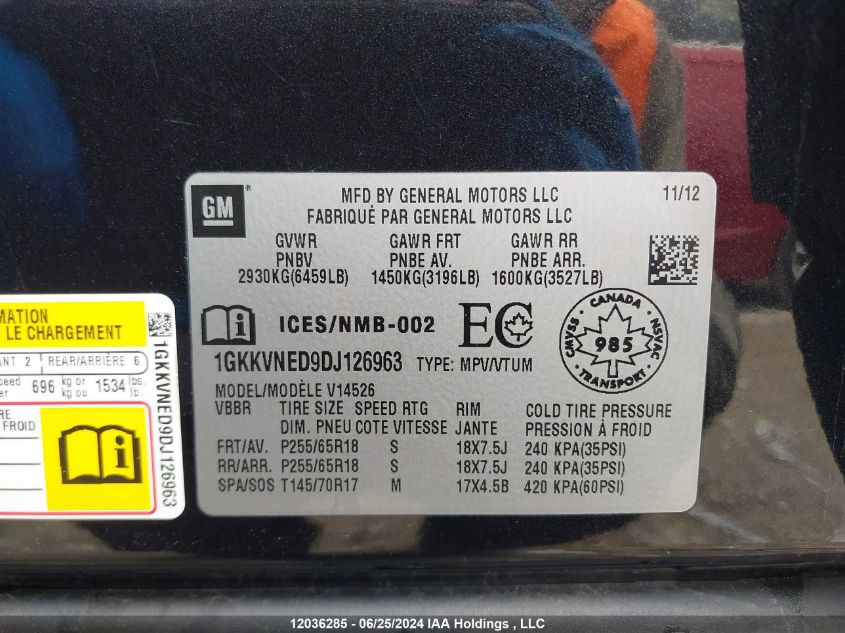 GM ®
MFD BY GENERAL MOTORS LLC
FABRIQUÉ PAR GENERAL MOTORS LLC
11/12
GVWR GAWR FRT GAWR RR
PNBV PNBE AV. PNBE ARR.
2930KG(6459LB) 1450KG(3196LB) 1600KG(3527LB)
ICES/NMB-002 EC
CANADA
CMVSS 985 NSVAC
TRANSPORT
1GKKVNED9DJ126963 TYPE: MPV/VTUM
MODEL/MODÈLE V14526
VBBR TIRE SIZE SPEED RTG RIM COLD TIRE PRESSURE
DIM. PNEU COTE VITESSE JANTE PRESSION À FROID
FRT/AV. P255/65R18 S 18X7.5J 240 KPA(35PSI)
RR/ARR. P255/65R18 S 18X7.5J 240 KPA(35PSI)
SPA/SOS T145/70R17 M 17X4.5B 420 KPA(60PSI)
MATION
LE CHARGEMENT
ANT 2 REAR/ARRIÈRE 6
ceed 696 kg or kg ou 1534 lbs. lb.
RE
FROID
1GKKVNED9DJ126963
12036285 - 06/25/2024 IAA Holdings , LLC